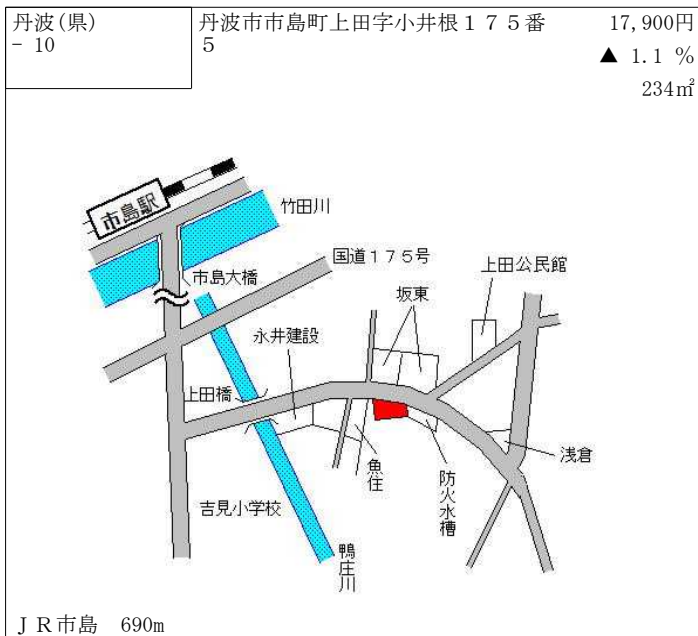 丹波(県)
- 10
丹波市市島町上田字小井根１７５番
5
17,900円
▲ 1.1 %
234㎡
市島駅
竹田川
市島大橋
国道１７５号
上田公民館
坂東
永井建設
上田橋
浅倉
魚住
防火水槽
吉見小学校
鴨庄川
ＪＲ市島 690m